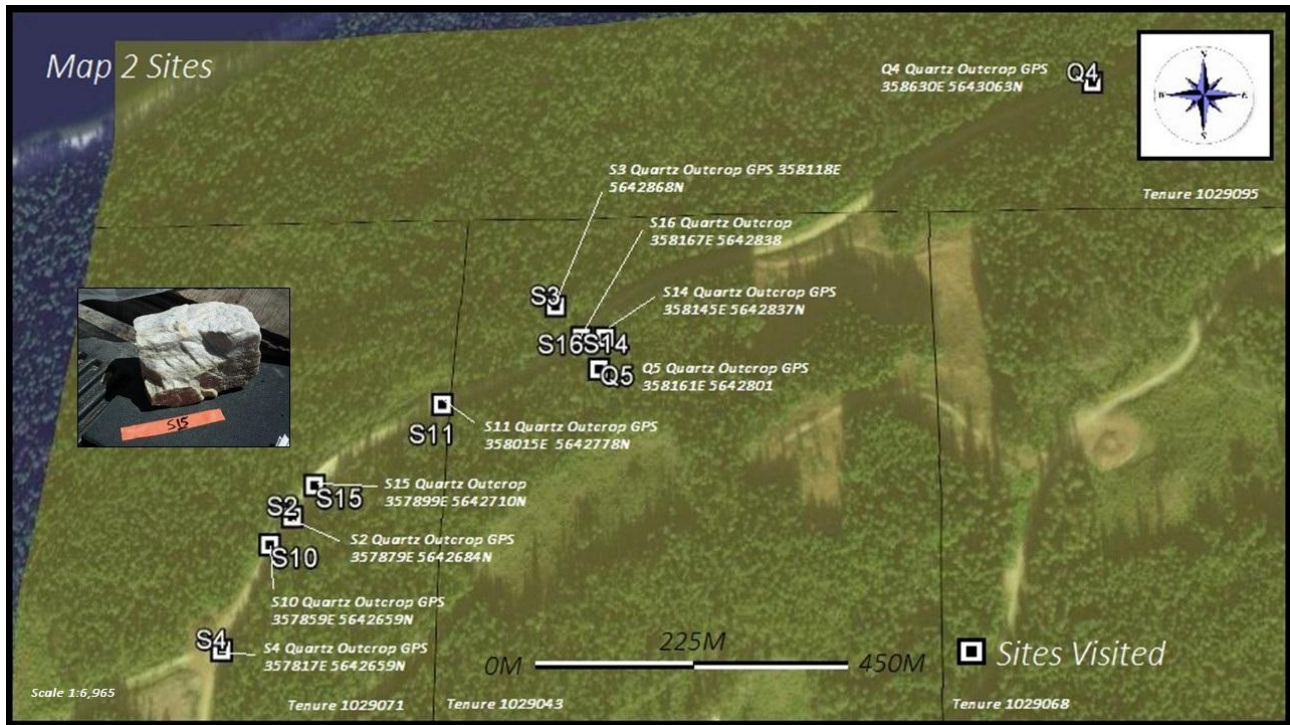 Map 2 Sites
Q4 Quartz Outcrop GPS
358630E 5643063N
Q4
N
E
S
Tenure 1029095
S3 Quartz Outcrop GPS 358118E
5642868N
S16 Quartz Outcrop
358167E 5642838
S3
S14 Quartz Outcrop GPS
358145E 5642837N
S16
S14
Q5
Q5 Quartz Outcrop GPS
358161E 5642801
S11
S11 Quartz Outcrop GPS
358015E 5642778N
S15
S15
S15 Quartz Outcrop
357899E 5642710N
S2
S2 Quartz Outcrop GPS
357879E 5642684N
S10
S10 Quartz Outcrop GPS
357859E 5642659N
S4
S4 Quartz Outcrop GPS
357817E 5642659N
0M
225M
450M
Sites Visited
Scale 1:6,965
Tenure 1029071
Tenure 1029043
Tenure 1029068